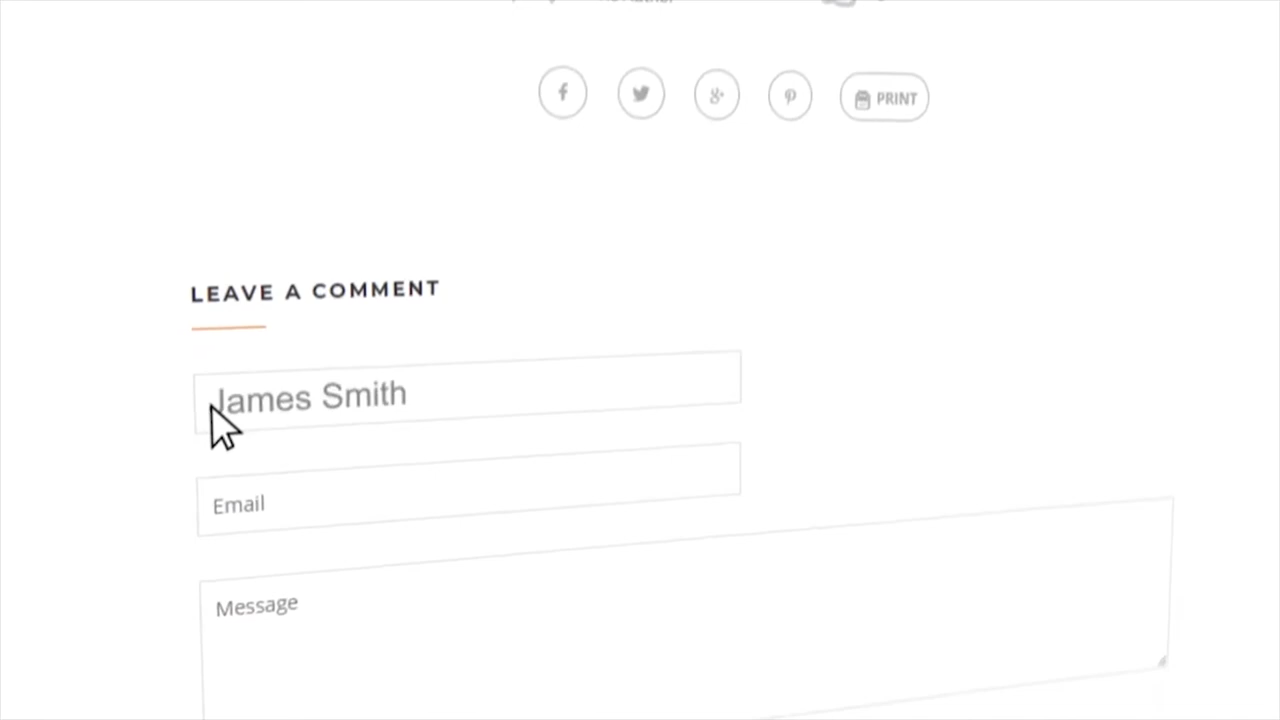 PRINT
LEAVE A COMMENT
James Smith
Email
Message